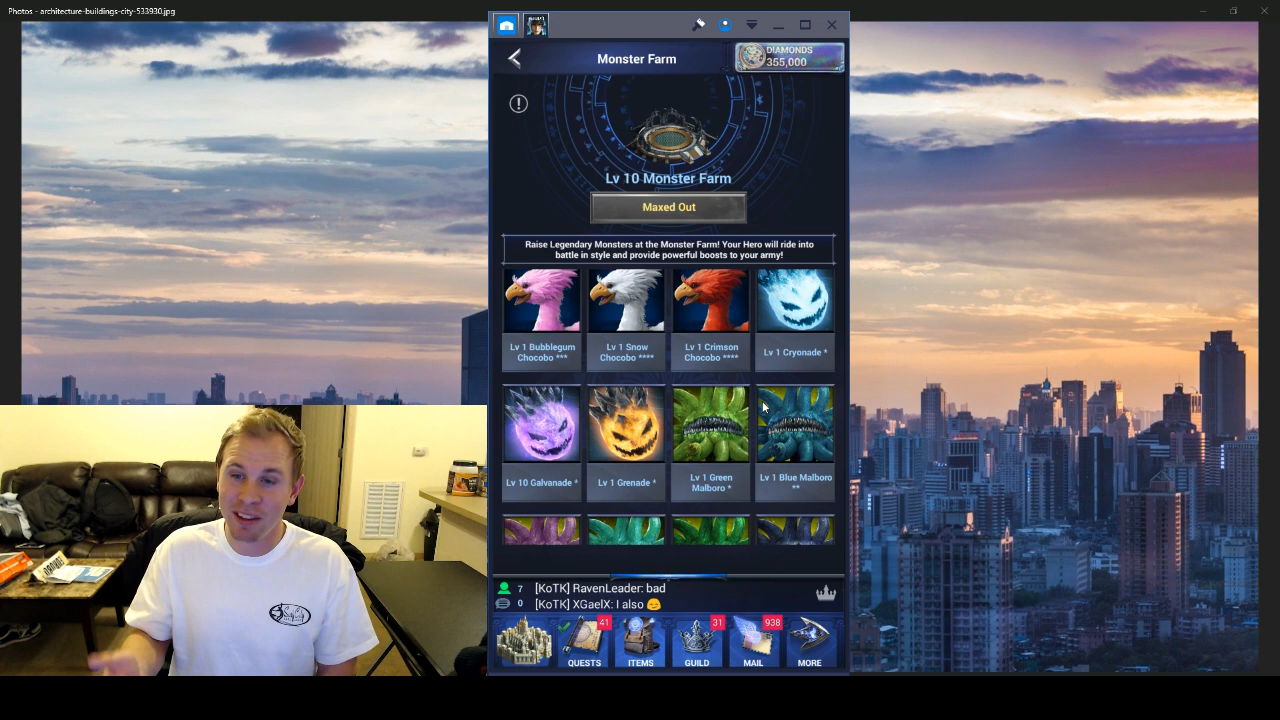 Photos - architecture-buildings-city-533930.jpg
Monster Farm
DIAMONDS
355,000
Lv 10 Monster Farm
Maxed Out
Raise Legendary Monsters at the Monster Farm! Your Hero will ride into
battle in style and provide powerful boosts to your army!
Lv 1 Bubblegum
Chocobo ***
Lv 1 Snow
Chocobo ****
Lv 1 Crimson
Chocobo ****
Lv 1 Cryonade *
Lv 10 Galvanade *
Lv 1 Grenade *
Lv 1 Green
Malboro *
Lv 1 Blue Malboro
**
7 [KoTK] RavenLeader: bad
0 [KoTK] XGaelX: I also 😊
41
31
938
QUESTS
ITEMS
GUILD
MAIL
MORE